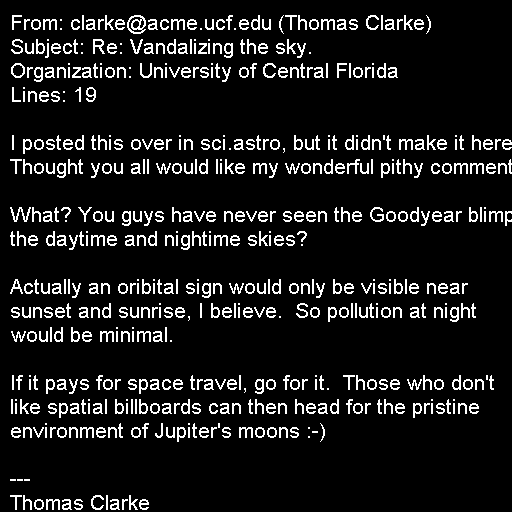 From: clarke@acme.ucf.edu (Thomas Clarke)
Subject: Re: Vandalizing the sky.
Organization: University of Central Florida
Lines: 19
I posted this over in sci.astro, but it didn't make it here
Thought you all would like my wonderful pithy comment
What? You guys have never seen the Goodyear blimp
the daytime and nightime skies?
Actually an oribital sign would only be visible near
sunset and sunrise, I believe.  So pollution at night
would be minimal.
If it pays for space travel, go for it.  Those who don't
like spatial billboards can then head for the pristine
environment of Jupiter's moons :-)
---
Thomas Clarke